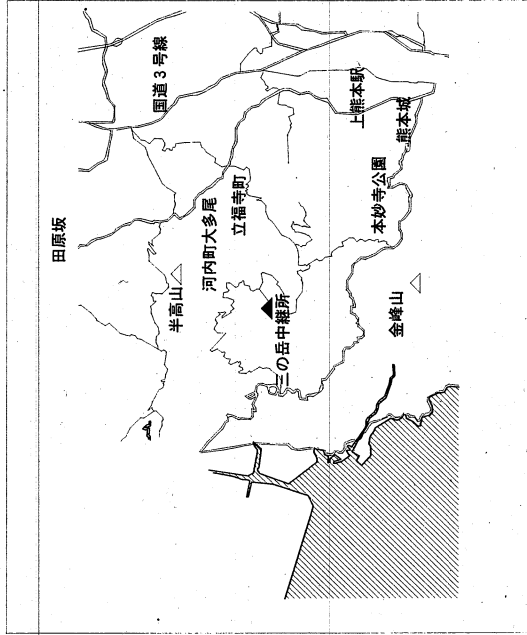 田原坂
国道3号線
半高山
河内町大多尾
立福寺町
上熊本駅
二の岳中継所
本妙寺公園
熊本城
金峰山